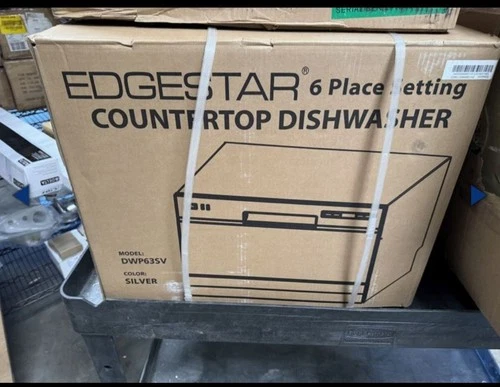 EDGESTAR® 6 Place Setting
COUNTERTOP DISHWASHER
MODEL:
DWP63SV
COLOR:
SILVER